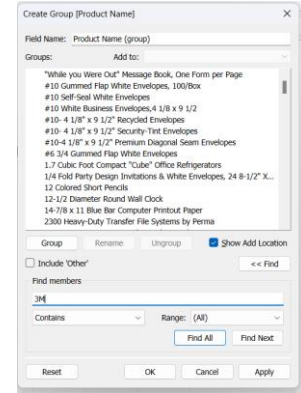 Create Group [Product Name]
Field Name: Product Name (group)
Groups: Add to:
"While you Were Out" Message Book, One Form per Page
#10 Gummed Flap White Envelopes, 100/Box
#10 Self-Seal White Envelopes
#10 White Business Envelopes,4 1/8 x 9 1/2
#10- 4 1/8" x 9 1/2" Recycled Envelopes
#10- 4 1/8" x 9 1/2" Security-Tint Envelopes
#10-4 1/8" x 9 1/2" Premium Diagonal Seam Envelopes
#6 3/4 Gummed Flap White Envelopes
1.7 Cubic Foot Compact "Cube" Office Refrigerators
1/4 Fold Party Design Invitations & White Envelopes, 24 8-1/2" X...
12 Colored Short Pencils
12-1/2 Diameter Round Wall Clock
14-7/8 x 11 Blue Bar Computer Printout Paper
2300 Heavy-Duty Transfer File Systems by Perma
Group Rename Ungroup Show Add Location
Include 'Other' << Find
Find members
3M
Contains Range: (All)
Find All Find Next
Reset OK Cancel Apply